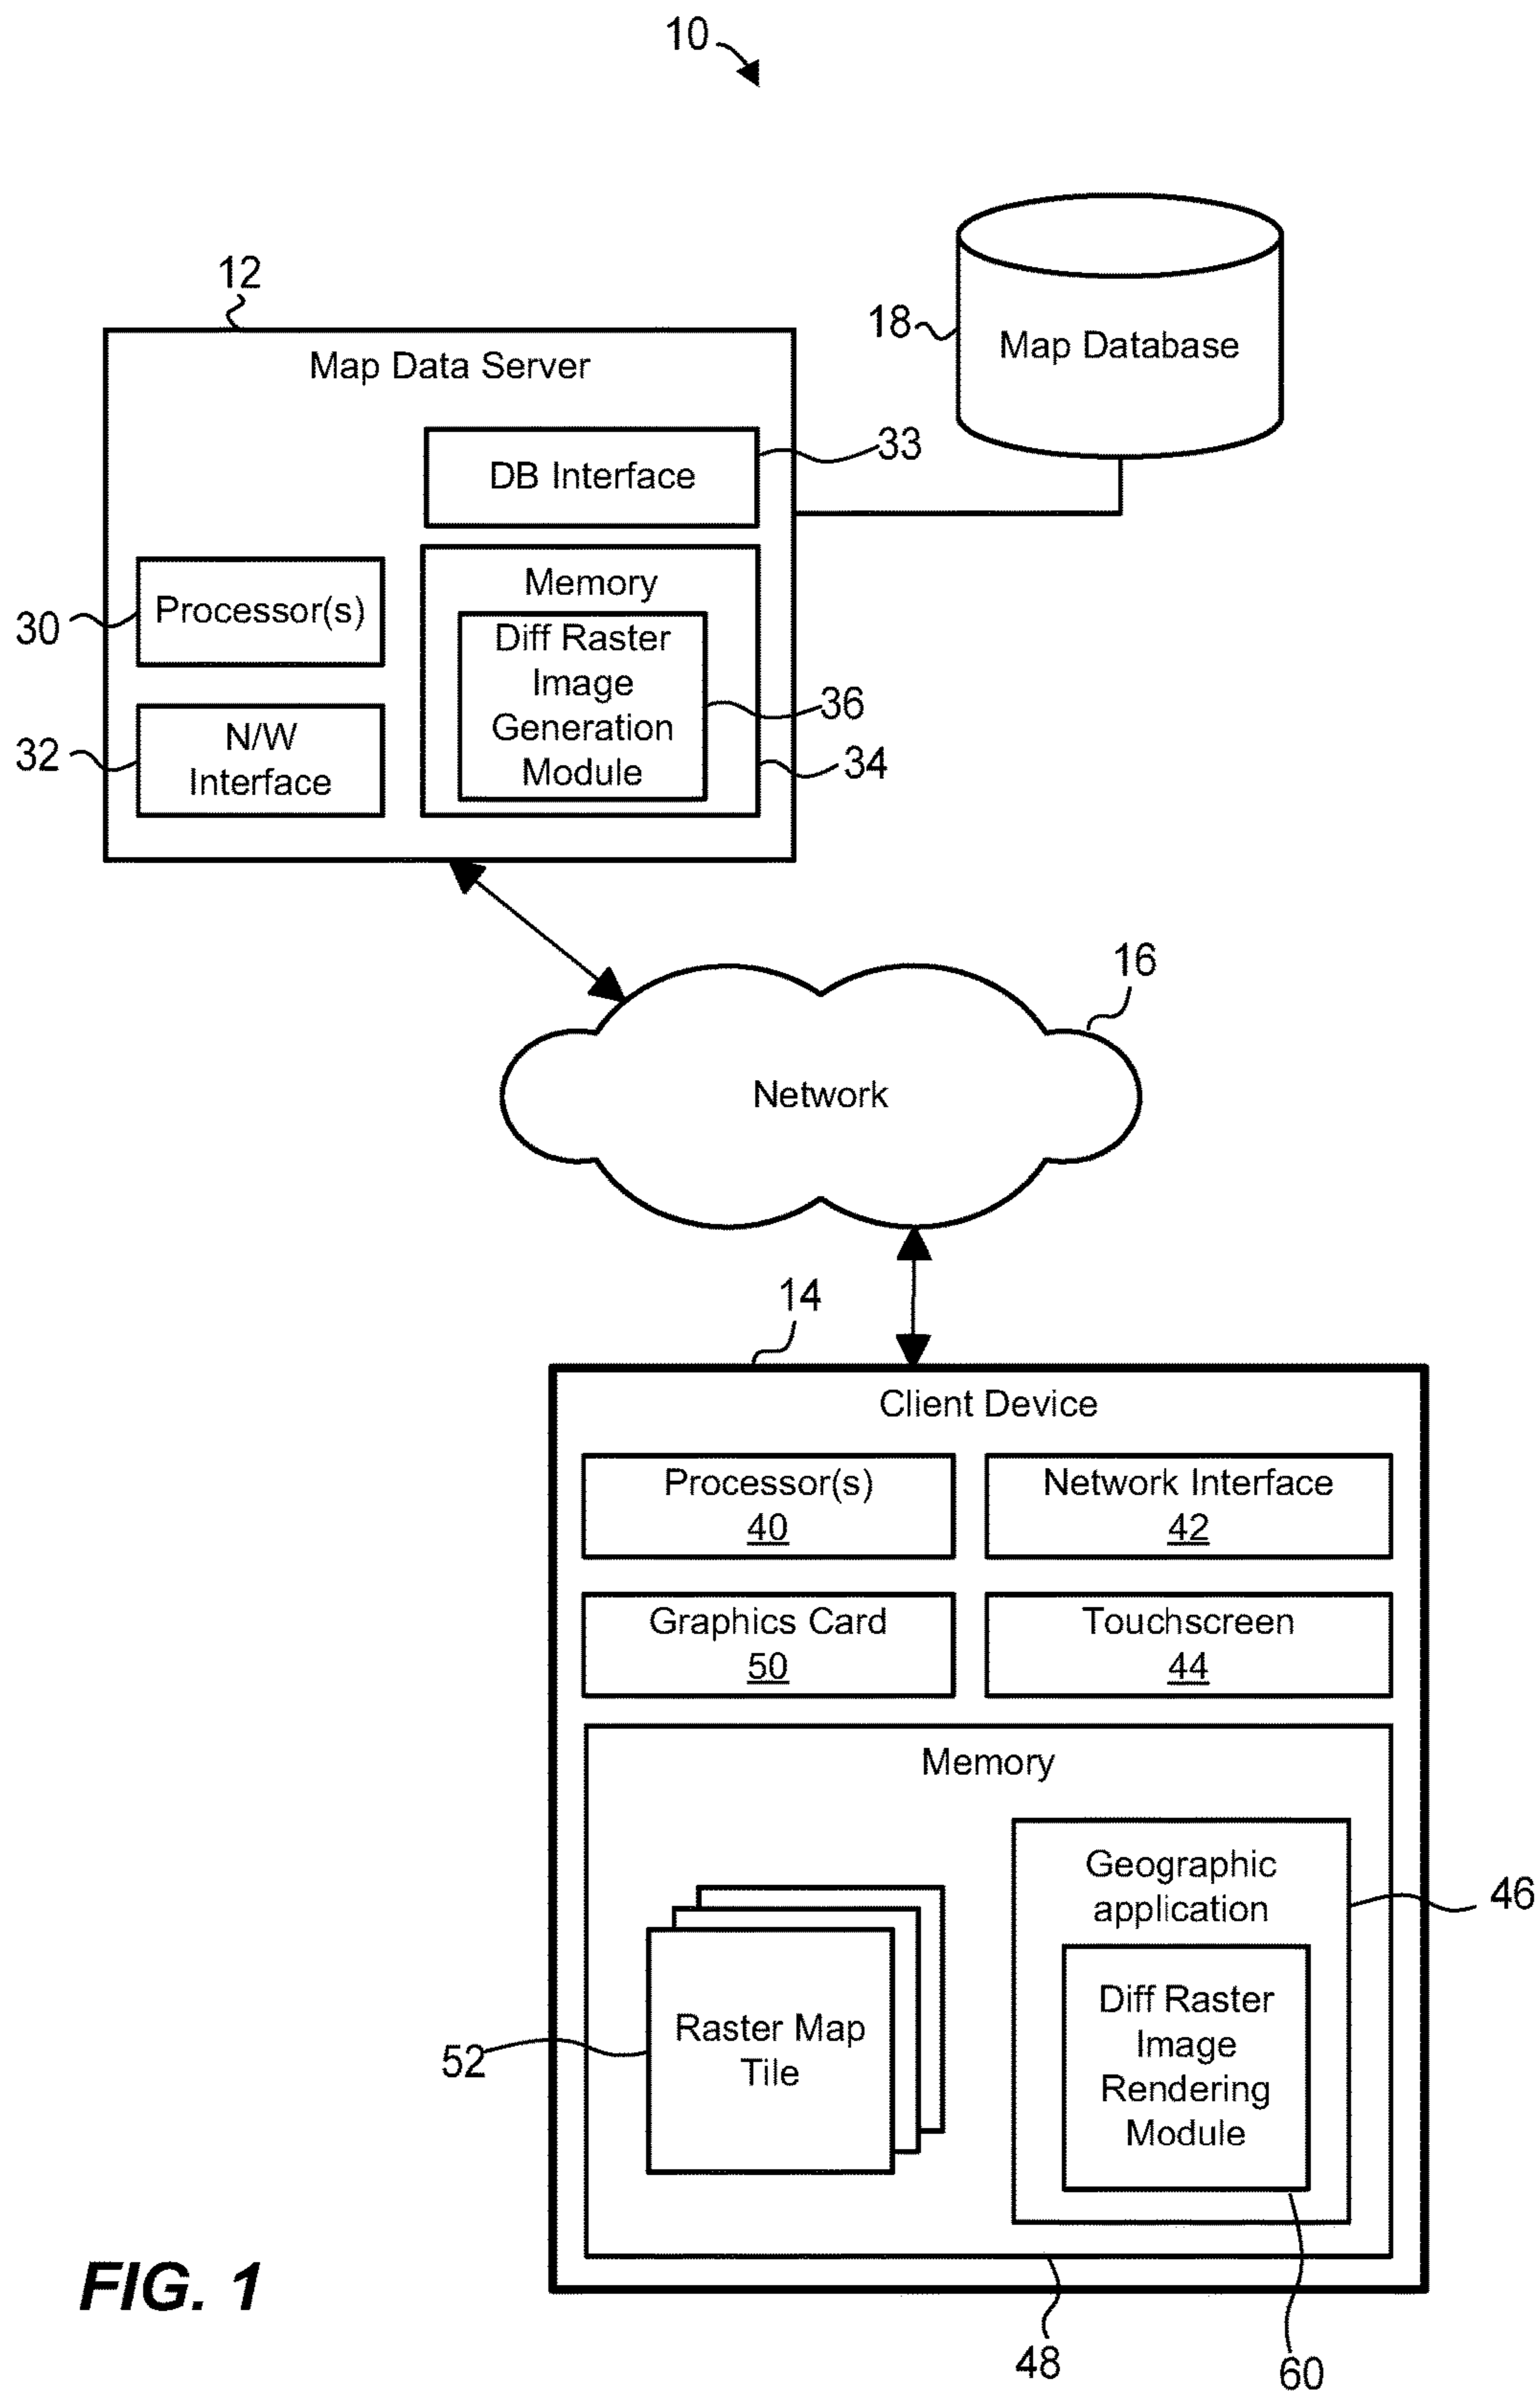 10
12
Map Data Server
18
Map Database
DB Interface
33
Memory
30
Processor(s)
Diff Raster
Image
Generation
Module
36
32
N/W
Interface
34
16
Network
14
Client Device
Processor(s)
40
Network Interface
42
Graphics Card
50
Touchscreen
44
Memory
Geographic
application
46
52
Raster Map
Tile
Diff Raster
Image
Rendering
Module
FIG. 1
48
60